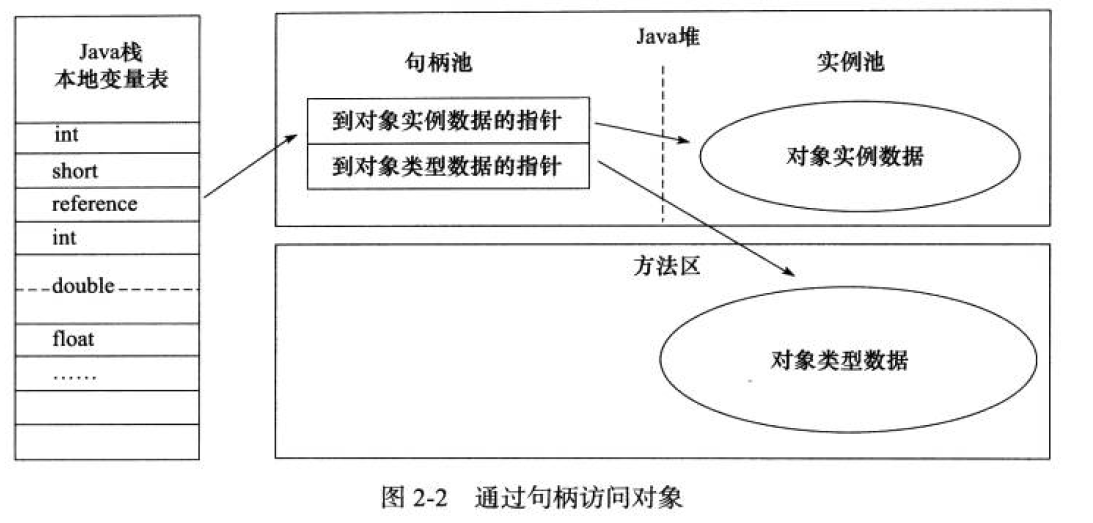 Java栈
本地变量表
int
short
reference
int
double
float
……
Java堆
句柄池
实例池
到对象实例数据的指针
到对象类型数据的指针
对象实例数据
方法区
对象类型数据
图 2-2 通过句柄访问对象